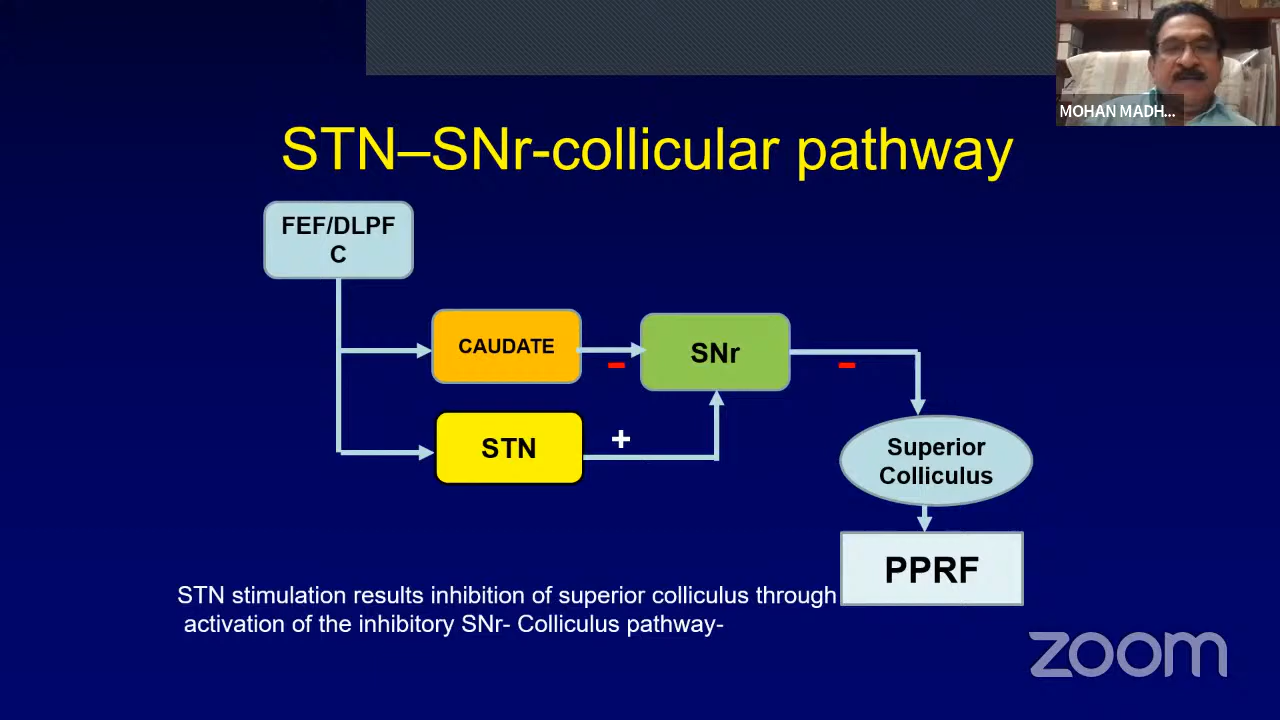 MOHAN MADH...
STN–SNr-collicular pathway
FEF/DLPF
C
CAUDATE
SNr
-
-
STN
+
Superior
Colliculus
PPRF
STN stimulation results inhibition of superior colliculus through
activation of the inhibitory SNr- Colliculus pathway-
zoom